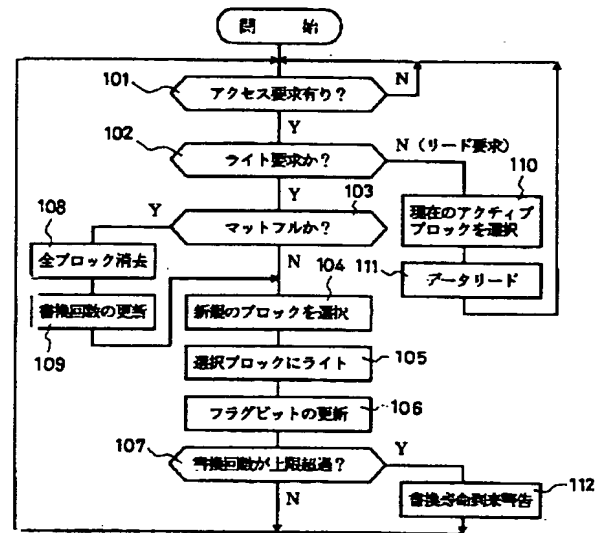 開 始
101
アクセス要求有り?
N
Y
102
ライト要求か?
N(リード要求)
110
Y
103
現在のアクティブ
ブロックを選択
108
Y
マットフルか?
全ブロック消去
N
104
111
データリード
書換回数の更新
新規のブロックを選択
109
選択ブロックにライト
105
フラグビットの更新
106
107
書換回数が上限超過?
Y
N
書換寿命到来警告
112